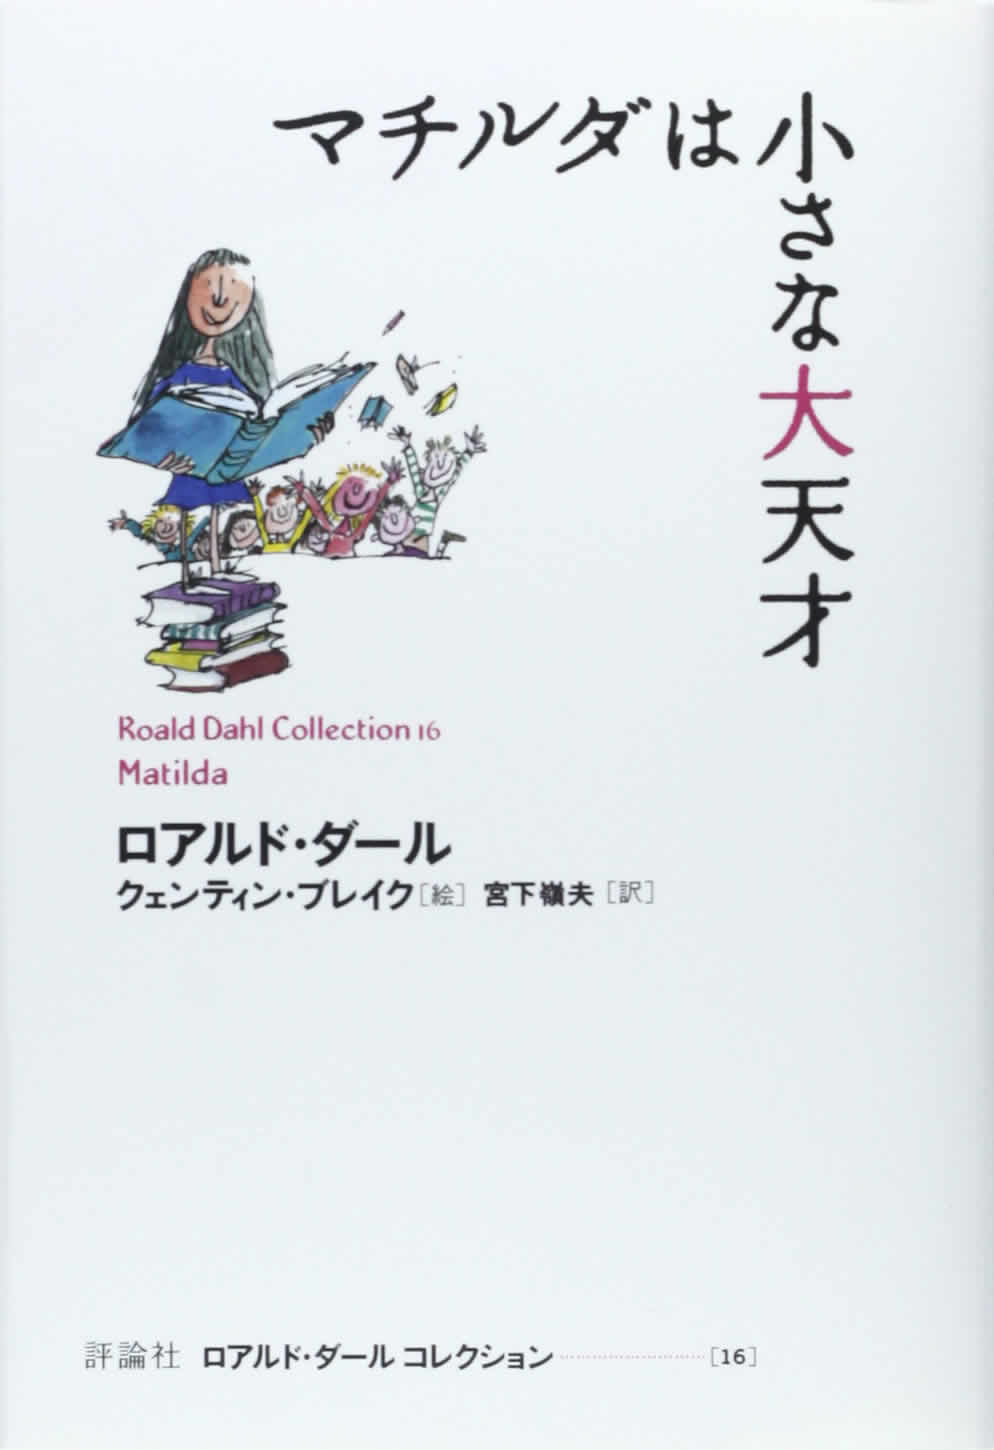 マチルダは小さな大天才
Roald Dahl Collection 16
Matilda
ロアルド・ダール
クェンティン・ブレイク[絵] 宮下嶺夫[訳]
評論社 ロアルド・ダール コレクション……………………[16]